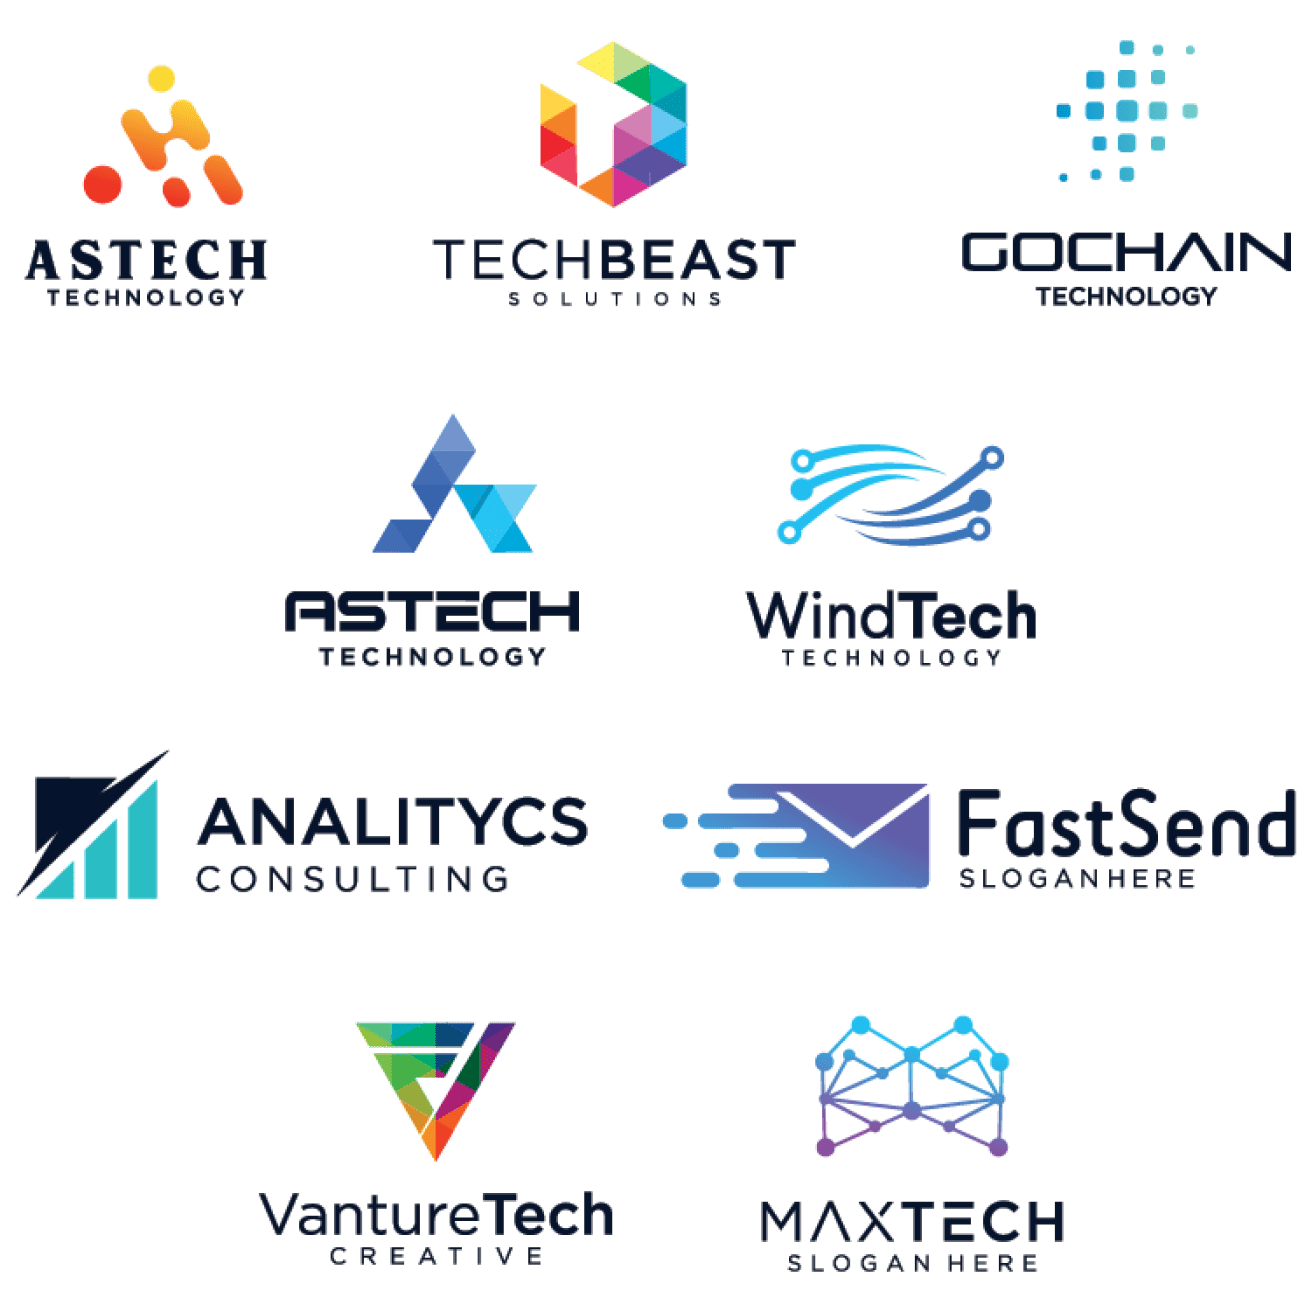 ASTECH
TECHNOLOGY
TECHBEAST
SOLUTIONS
GOCHAIN
TECHNOLOGY
ASTECH
TECHNOLOGY
WindTech
TECHNOLOGY
ANALITYCS
CONSULTING
FastSend
SLOGANHERE
VantureTech
CREATIVE
MAXTECH
SLOGAN HERE